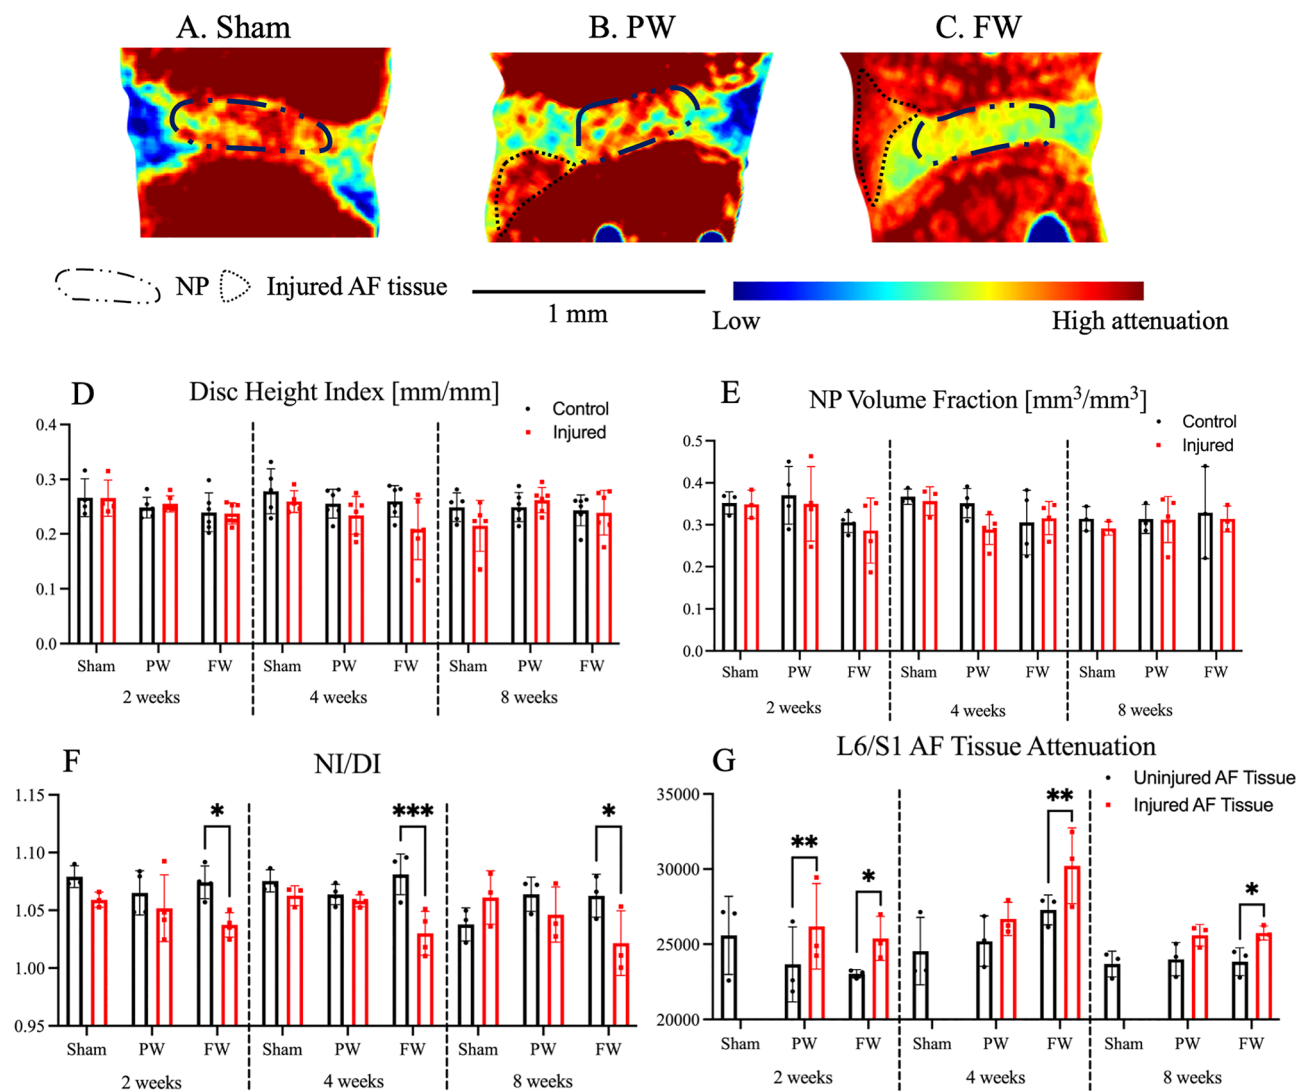 A. Sham
B. PW
C. FW
NP
Injured AF tissue
1 mm
Low
High attenuation
D
Disc Height Index [mm/mm]
Control
Injured
0.4
0.3
0.2
0.1
0.0
Sham PW FW Sham PW FW Sham PW FW
2 weeks 4 weeks 8 weeks
E
NP Volume Fraction [mm³/mm³]
Control
Injured
0.5
0.4
0.3
0.2
0.1
0.0
Sham PW FW Sham PW FW Sham PW FW
2 weeks 4 weeks 8 weeks
F
NI/DI
1.15
1.10
1.05
1.00
0.95
* *** *
Sham PW FW Sham PW FW Sham PW FW
2 weeks 4 weeks 8 weeks
G
L6/S1 AF Tissue Attenuation
Uninjured AF Tissue
Injured AF Tissue
35000
30000
25000
20000
** * ** *
Sham PW FW Sham PW FW Sham PW FW
2 weeks 4 weeks 8 weeks